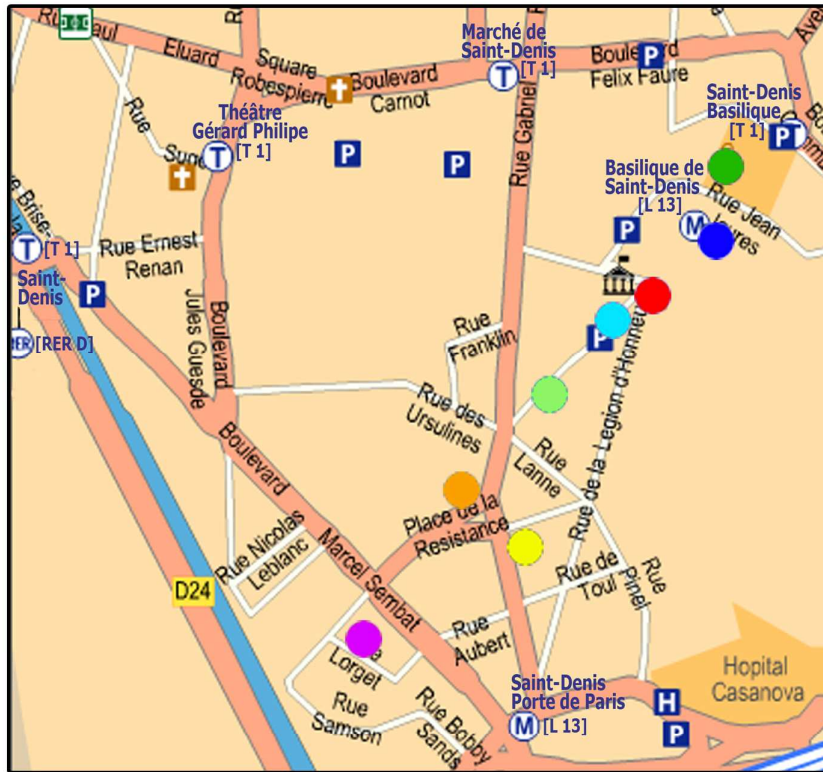 Eluard
Square
Robespierre
Boulevard
Carnot
Marché de
Saint-Denis
[T 1]
T
Boulevard
Felix Faure
P
Saint-Denis
Basilique
[T 1]
P
T
Rue
Théâtre
Gérard Philipe
[T 1]
T
P
P
Rue Gabriel
Basilique de
Saint-Denis
[L 13]
M
P
Rue Jean
T
[T 1]
Saint-
Denis
Rue Ernest
Renan
P
RER
[RER D]
Boulevard
Jules Guesde
Rue
Franklin
P
Rue de la Legion d'Honneur
Rue des
Ursulines
Rue
Lanne
Boulevard
Marcel Sembat
Place de la
Resistance
Rue Nicolas
Leblanc
D24
Rue de
Toul
Rue
Pinel
Rue
Aubert
Lorget
Rue
Samson
Rue Bobby
Sands
Saint-Denis
Porte de Paris
M
[L 13]
H
P
Hopital
Casanova